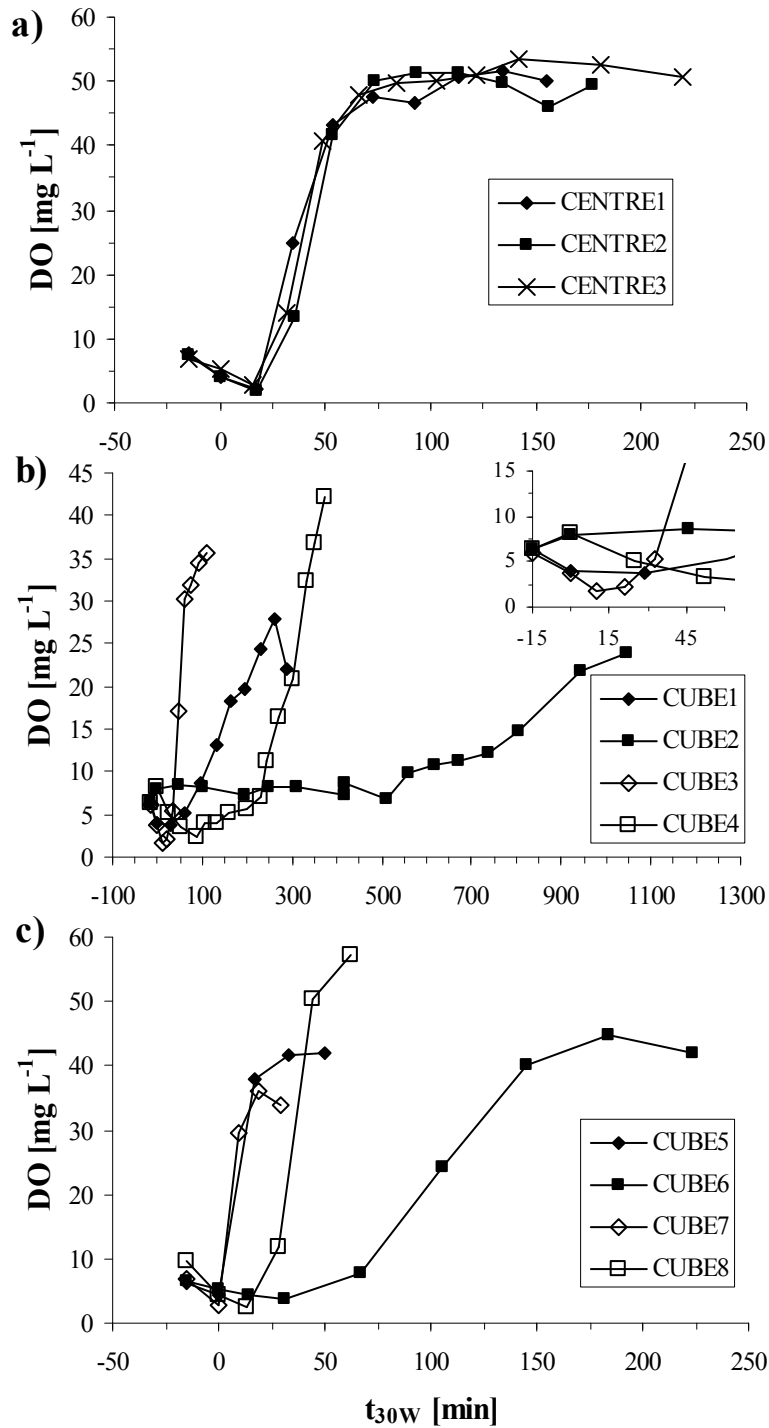 a)
DO [mg L-1]
60
50
40
30
20
10
0
-50 0 50 100 150 200 250
CENTRE1
CENTRE2
CENTRE3
b)
DO [mg L-1]
45
40
35
30
25
20
15
10
5
0
-100 100 300 500 700 900 1100 1300
15
10
5
0
-15 15 45
CUBE1
CUBE2
CUBE3
CUBE4
c)
DO [mg L-1]
60
50
40
30
20
10
0
-50 0 50 100 150 200 250
CUBE5
CUBE6
CUBE7
CUBE8
t30W [min]